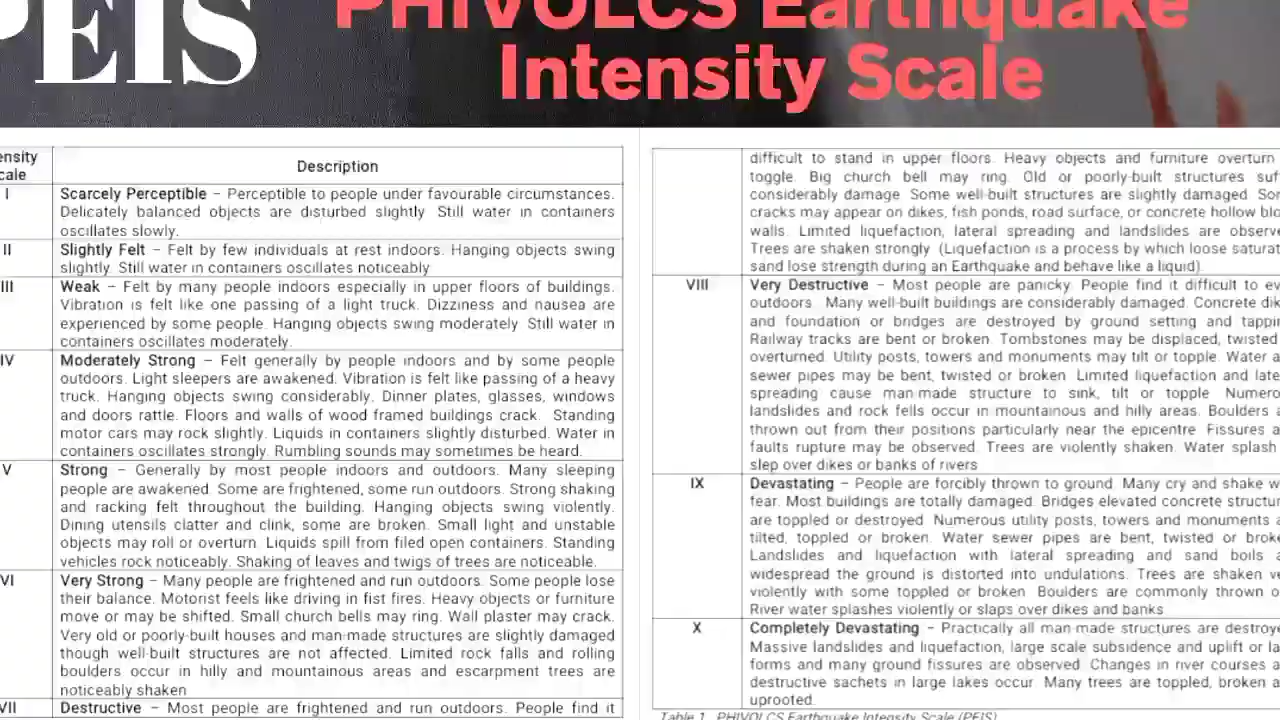 PEIS
PHIVOLCS Earthquake
Intensity Scale
ensity
cale
Description
I
Scarcely Perceptible – Perceptible to people under favourable circumstances.
Delicately balanced objects are disturbed slightly Still water in containers
oscillates slowly.
II
Slightly Felt – Felt by few individuals at rest indoors. Hanging objects swing
slightly. Still water in containers oscillates noticeably
III
Weak – Felt by many people indoors especially in upper floors of buildings.
Vibration is felt like one passing of a light truck. Dizziness and nausea are
experienced by some people. Hanging objects swing moderately Still water in
containers oscillates moderately.
IV
Moderately Strong – Felt generally by people indoors and by some people
outdoors. Light sleepers are awakened. Vibration is felt like passing of a heavy
truck. Hanging objects swing considerably. Dinner plates, glasses, windows
and doors rattle. Floors and walls of wood framed buildings crack. Standing
motor cars may rock slightly. Liquids in containers slightly disturbed. Water in
containers oscillates strongly. Rumbling sounds may sometimes be heard.
V
Strong – Generally by most people indoors and outdoors. Many sleeping
people are awakened. Some are frightened, some run outdoors. Strong shaking
and racking felt throughout the building. Hanging objects swing violently.
Dining utensils clatter and clink, some are broken. Small light and unstable
objects may roll or overturn. Liquids spill from filed open containers. Standing
vehicles rock noticeably. Shaking of leaves and twigs of trees are noticeable.
VI
Very Strong – Many people are frightened and run outdoors. Some people lose
their balance. Motorist feels like driving in fist fires. Heavy objects or furniture
move or may be shifted. Small church bells may ring. Wall plaster may crack.
Very old or poorly-built houses and man-made structures are slightly damaged
though well-built structures are not affected. Limited rock falls and rolling
boulders occur in hilly and mountainous areas and escarpment trees are
noticeably shaken
VII
Destructive – Most people are frightened and run outdoors. People find it
difficult to stand in upper floors. Heavy objects and furniture overturn
toggle. Big church bell may ring. Old or poorly-built structures suf
considerably damage Some well-built structures are slightly damaged Som
cracks may appear on dikes, fish ponds, road surface, or concrete hollow blo
walls. Limited liquefaction, lateral spreading and landslides are observe
Trees are shaken strongly (Liquefaction is a process by which loose saturat
sand lose strength during an Earthquake and behave like a liquid)
VIII
Very Destructive – Most people are panicky People find it difficult to ev
outdoors Many well-built buildings are considerably damaged. Concrete dik
and foundation or bridges are destroyed by ground setting and tappin
Railway tracks are bent or broken. Tombstones may be displaced, twisted
overturned. Utility posts, towers and monuments may tilt or topple. Water a
sewer pipes may be bent, twisted or broken Limited liquefaction and late
spreading cause man-made structure to sink, tilt or topple Numero
landslides and rock fells occur in mountainous and hilly areas. Boulders a
thrown out from their positions particularly near the epicentre Fissures a
faults rupture may be observed. Trees are violently shaken. Water splash
slep over dikes or banks of rivers
IX
Devastating – People are forcibly thrown to ground. Many cry and shake w
fear. Most buildings are totally damaged. Bridges elevated concrete structur
are toppled or destroyed Numerous utility posts, towers and monuments a
tilted, toppled or broken. Water sewer pipes are bent, twisted or broke
Landslides and liquefaction with lateral spreading and sand boils a
widespread the ground is distorted into undulations. Trees are shaken ve
violently with some toppled or broken Boulders are commonly thrown o
River water splashes violently or slaps over dikes and banks
X
Completely Devastating – Practically all man made structures are destroye
Massive landslides and liquefaction, large scale subsidence and uplift or la
forms and many ground fissures are observed. Changes in river courses a
destructive sachets in large lakes occur. Many trees are toppled, broken a
uprooted.
Table 1. PHIVOLCS Earthquake Intensity Scale (PEIS)